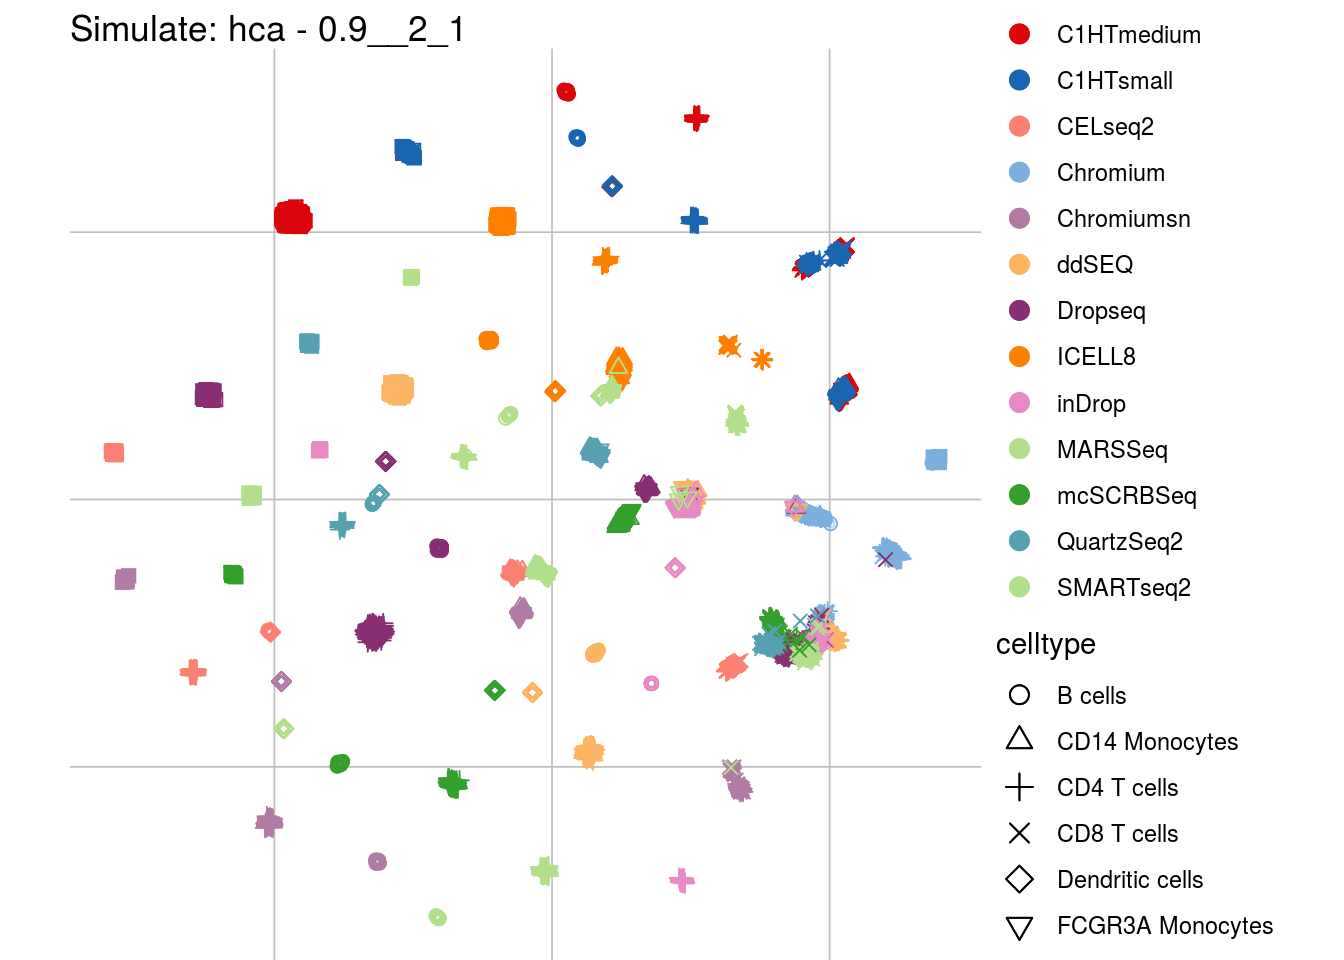 Simulate: hca - 0.9__2_1
C1HTmedium
C1HTsmall
CELseq2
Chromium
Chromiumsn
ddSEQ
Dropseq
ICELL8
inDrop
MARSSeq
mcSCRBSeq
QuartzSeq2
SMARTseq2
celltype
B cells
CD14 Monocytes
CD4 T cells
CD8 T cells
Dendritic cells
FCGR3A Monocytes